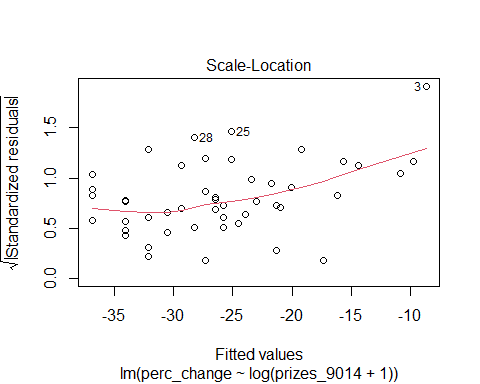 Scale-Location
√|Standardized residuals|
0.0 0.5 1.0 1.5
3
28 25
-35 -30 -25 -20 -15 -10
Fitted values
lm(perc_change ~ log(prizes_9014 + 1))